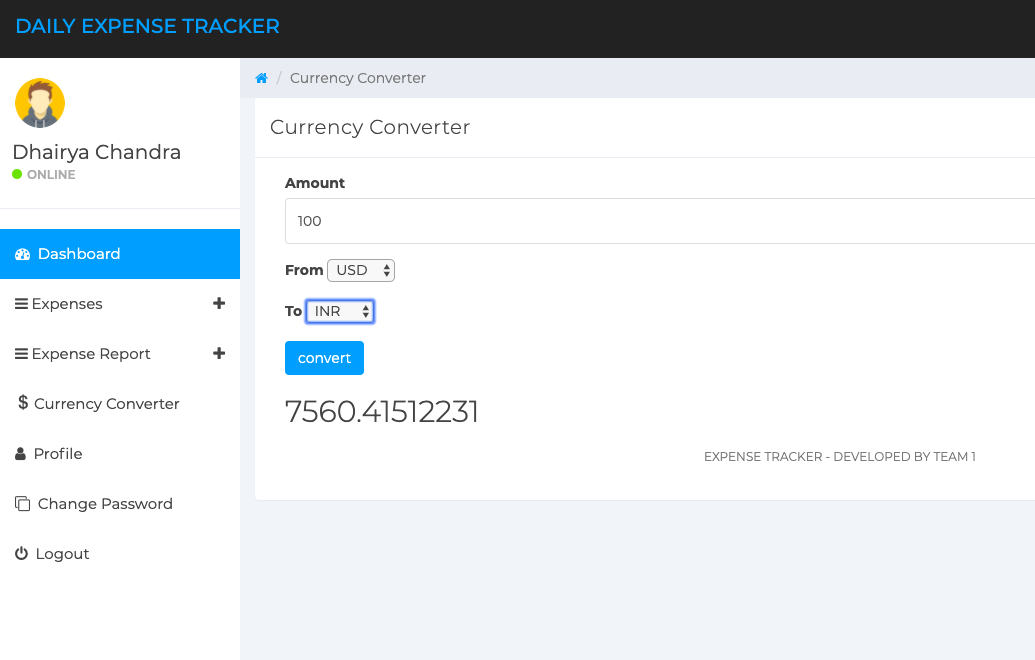 DAILY EXPENSE TRACKER
Dhairya Chandra
ONLINE
Dashboard
Expenses
Expense Report
$ Currency Converter
Profile
Change Password
Logout
/ Currency Converter
Currency Converter
Amount
100
From USD
To INR
convert
7560.41512231
EXPENSE TRACKER - DEVELOPED BY TEAM 1